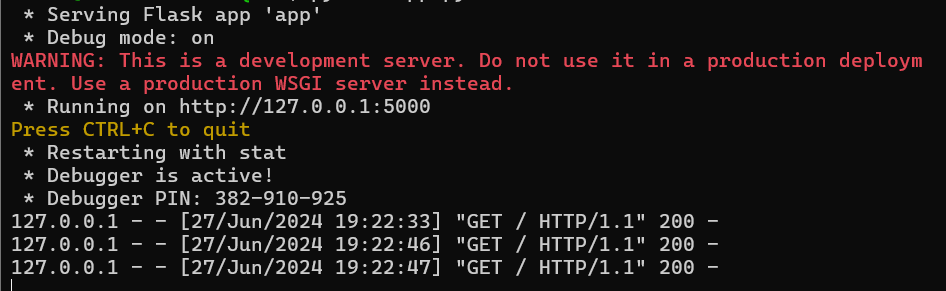 * Serving Flask app 'app'
* Debug mode: on
WARNING: This is a development server. Do not use it in a production deploym
ent. Use a production WSGI server instead.
* Running on http://127.0.0.1:5000
Press CTRL+C to quit
* Restarting with stat
* Debugger is active!
* Debugger PIN: 382-910-925
127.0.0.1 - - [27/Jun/2024 19:22:33] "GET / HTTP/1.1" 200 -
127.0.0.1 - - [27/Jun/2024 19:22:46] "GET / HTTP/1.1" 200 -
127.0.0.1 - - [27/Jun/2024 19:22:47] "GET / HTTP/1.1" 200 -